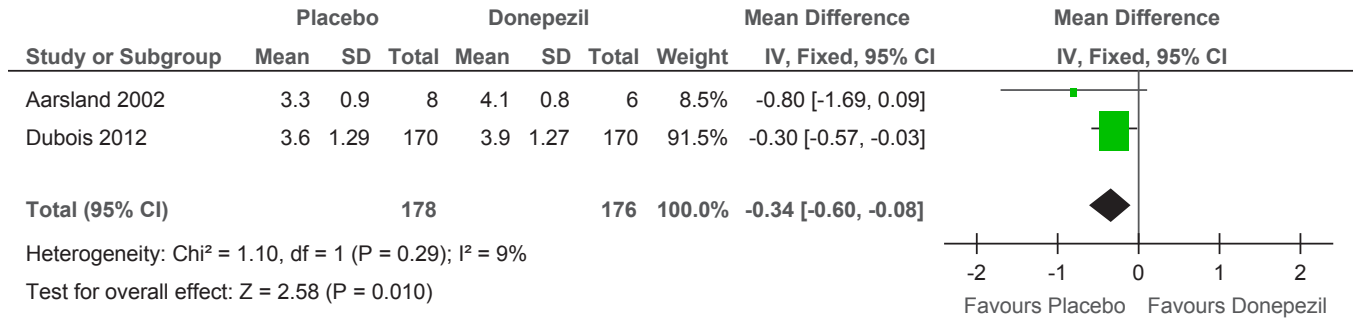 Placebo Donepezil Mean Difference Mean Difference
Study or Subgroup Mean SD Total Mean SD Total Weight IV, Fixed, 95% CI IV, Fixed, 95% CI
Aarsland 2002 3.3 0.9 8 4.1 0.8 6 8.5% -0.80 [-1.69, 0.09]
Dubois 2012 3.6 1.29 170 3.9 1.27 170 91.5% -0.30 [-0.57, -0.03]
Total (95% CI) 178 176 100.0% -0.34 [-0.60, -0.08]
Heterogeneity: Chi² = 1.10, df = 1 (P = 0.29); I² = 9%
Test for overall effect: Z = 2.58 (P = 0.010)
-2 -1 0 1 2
Favours Placebo Favours Donepezil